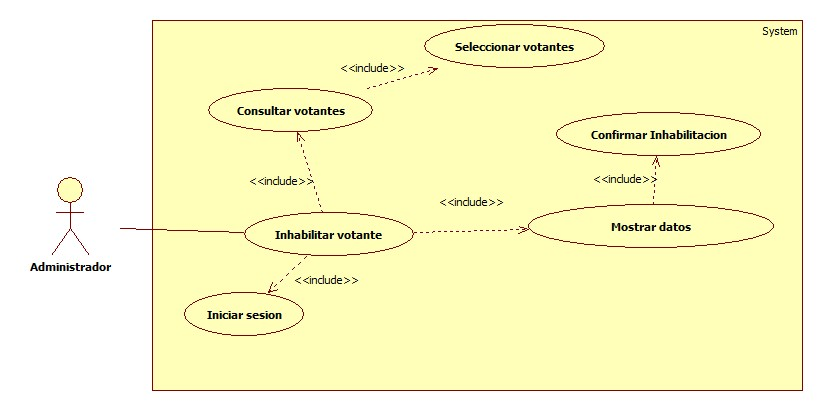 System
Seleccionar votantes
<<include>>
Consultar votantes
Confirmar Inhabilitacion
<<include>>
<<include>>
<<include>>
Mostrar datos
Inhabilitar votante
Administrador
<<include>>
Iniciar sesion